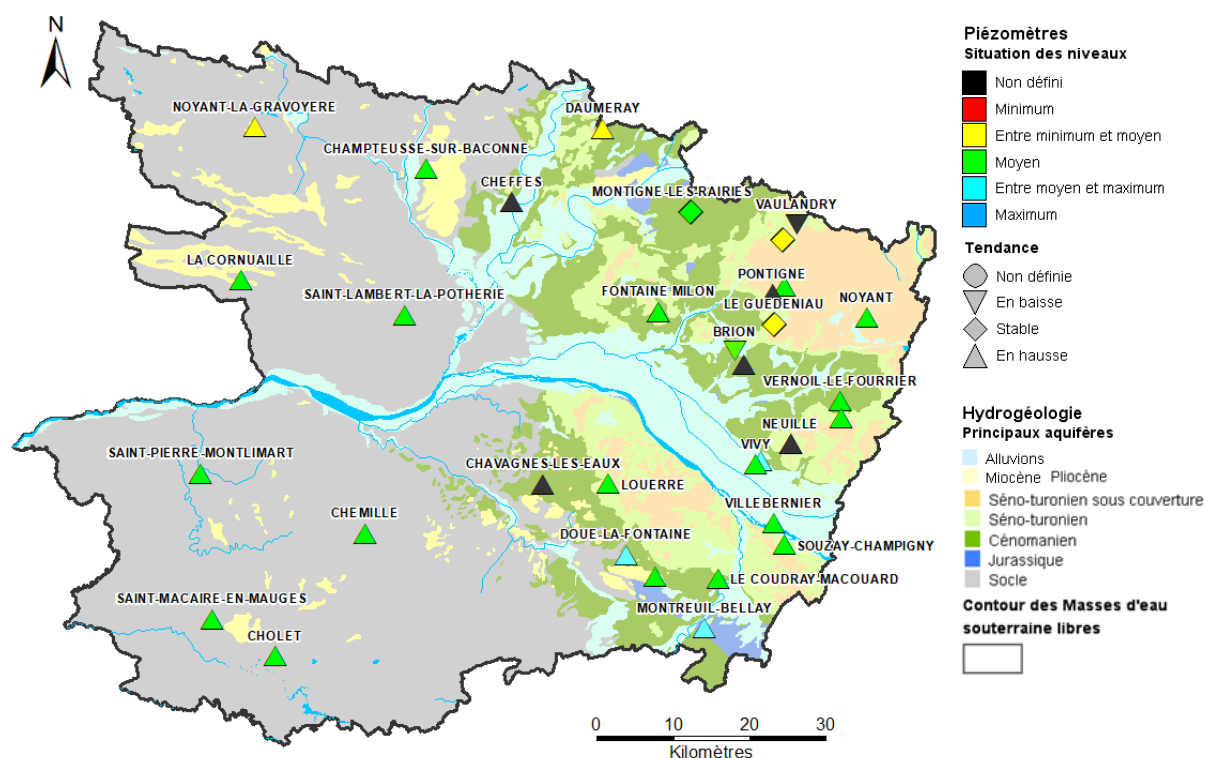 N
NOYANT-LA-GRAVOYERE
DAUMERAY
CHAMPTEUSSE-SUR-BACONNE
CHEFFES
MONTIGNE-LES-RAIRIES
VAULANDRY
LA CORNUAILLE
SAINT-LAMBERT-LA-POTHERIE
FONTAINE MILON
PONTIGNE
LE GUEDENIAU
NOYANT
BRION
VERNOIL-LE-FOURRIER
NEUILLE
VIVY
SAINT-PIERRE-MONTLIMART
CHAVAGNES-LES-EAUX
LOUERRE
VILLEBERNIER
CHEMILLE
DOUE-LA-FONTAINE
SOUZAY-CHAMPIGNY
LE COUDRAY-MACOUARD
SAINT-MACAIRE-EN-MAUGES
MONTREUIL-BELLAY
CHOLET
0 10 20 30
Kilomètres
Piézomètres
Situation des niveaux
Non défini
Minimum
Entre minimum et moyen
Moyen
Entre moyen et maximum
Maximum
Tendance
Non définie
En baisse
Stable
En hausse
Hydrogéologie
Principaux aquifères
Alluvions
Miocène Pliocène
Séno-turonien sous couverture
Séno-turonien
Cénomanien
Jurassique
Socle
Contour des Masses d'eau
souterraine libres